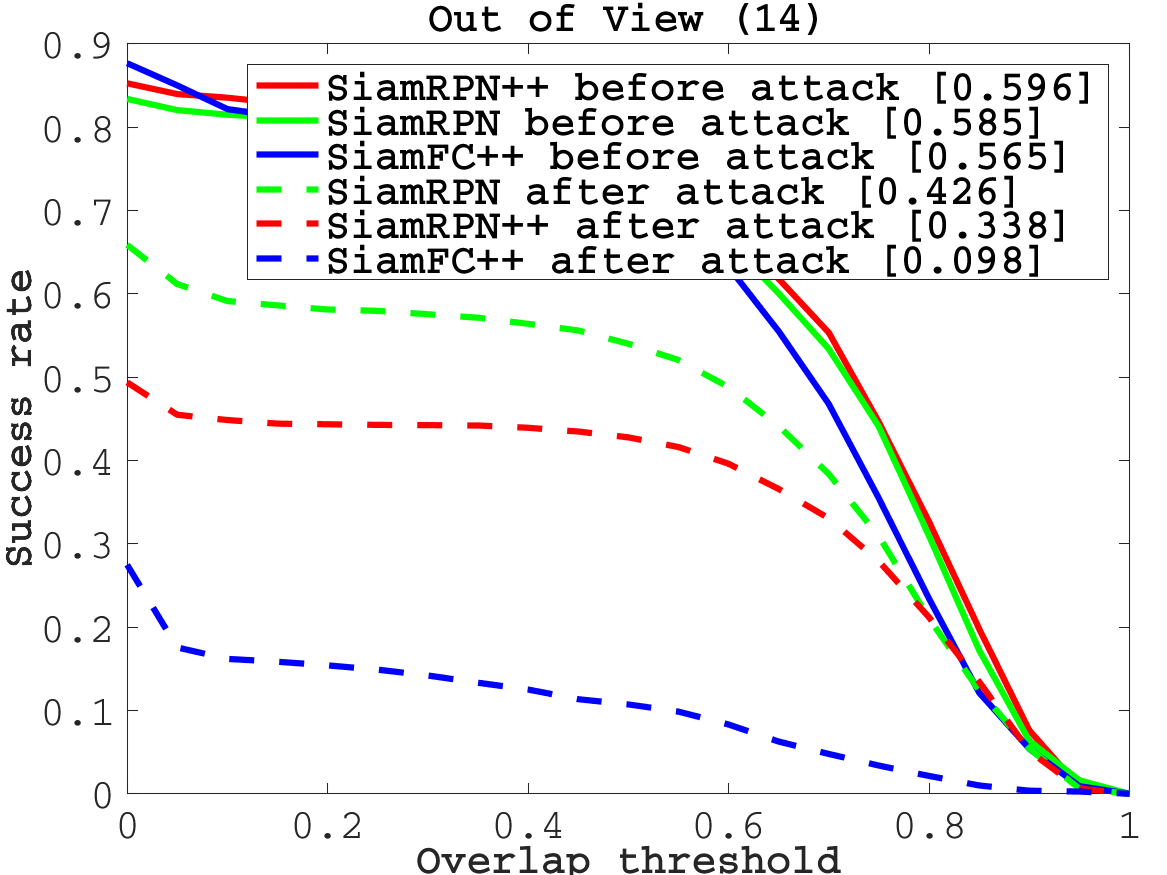 Out of View (14)
0.9
0.8
0.7
0.6
0.5
0.4
0.3
0.2
0.1
0
Success rate
SiamRPN++ before attack [0.596]
SiamRPN before attack [0.585]
SiamFC++ before attack [0.565]
SiamRPN after attack [0.426]
SiamRPN++ after attack [0.338]
SiamFC++ after attack [0.098]
0 0.2 0.4 0.6 0.8 1
Overlap threshold